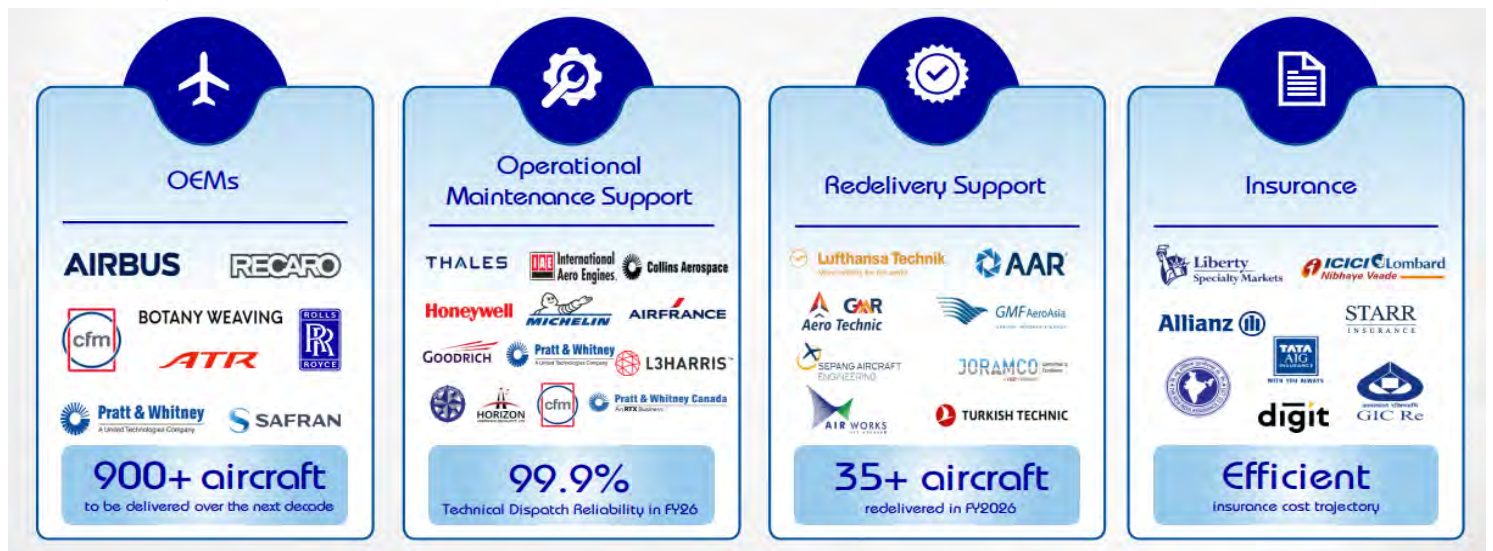 OEMs
AIRBUS
RECARO
cfm
BOTANY WEAVING
ROLLS
RR
ROYCE
ATR
Pratt & Whitney
A United Technologies Company
SAFRAN
900+ aircraft
to be delivered over the next decade
Operational
Maintenance Support
THALES
IAE International
Aero Engines
Collins Aerospace
Honeywell
MICHELIN
AIRFRANCE
GOODRICH
Pratt & Whitney
A United Technologies Company
L3HARRIS™
HORIZON
cfm
Pratt & Whitney Canada
An RTX Business
99.9%
Technical Dispatch Reliability in FY26
Redelivery Support
Lufthansa Technik
AAR
GMR
Aero Technic
GMF AeroAsia
SEPANG AIRCRAFT
ENGINEERING
JORAMCO
AIR WORKS
TURKISH TECHNIC
35+ aircraft
redelivered in FY2026
Insurance
Liberty
Specialty Markets
ICICI Lombard
Nibhaye Vaade
Allianz
STARR
INSURANCE
TATA
AIG
INSURANCE
WITH YOU ALWAYS
digit
GIC Re
Efficient
insurance cost trajectory